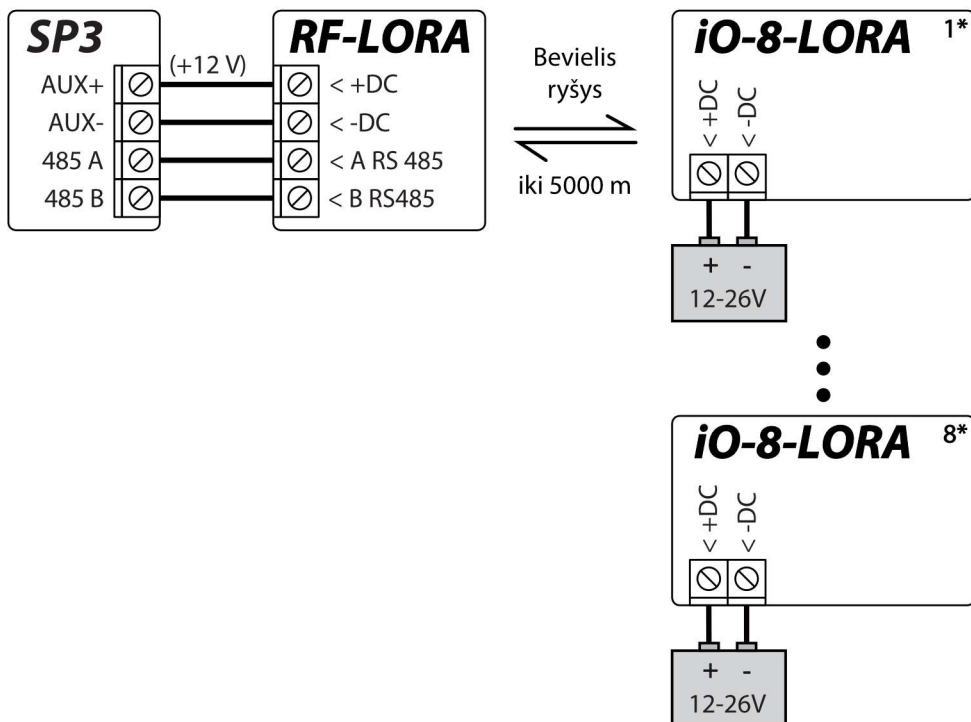 SP3
AUX+
AUX-
485 A
485 B
(+12 V)
RF-LORA
< +DC
< -DC
< A RS 485
< B RS485
Bevielis
ryšys
iki 5000 m
iO-8-LORA 1*
< +DC
< -DC
+ -
12-26V
iO-8-LORA 8*
< +DC
< -DC
+ -
12-26V